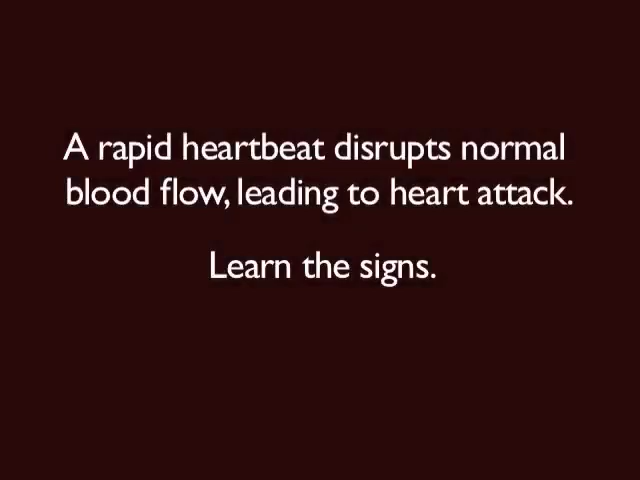 A rapid heartbeat disrupts normal
blood flow, leading to heart attack.
Learn the signs.